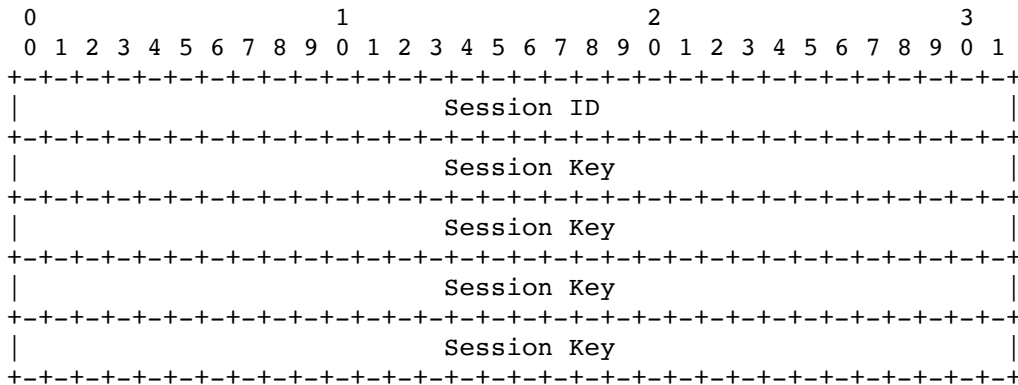 0                   1                   2                   3
 0 1 2 3 4 5 6 7 8 9 0 1 2 3 4 5 6 7 8 9 0 1 2 3 4 5 6 7 8 9 0 1
+-+-+-+-+-+-+-+-+-+-+-+-+-+-+-+-+-+-+-+-+-+-+-+-+-+-+-+-+-+-+-+-+
|                           Session ID                          |
+-+-+-+-+-+-+-+-+-+-+-+-+-+-+-+-+-+-+-+-+-+-+-+-+-+-+-+-+-+-+-+-+
|                           Session Key                         |
+-+-+-+-+-+-+-+-+-+-+-+-+-+-+-+-+-+-+-+-+-+-+-+-+-+-+-+-+-+-+-+-+
|                           Session Key                         |
+-+-+-+-+-+-+-+-+-+-+-+-+-+-+-+-+-+-+-+-+-+-+-+-+-+-+-+-+-+-+-+-+
|                           Session Key                         |
+-+-+-+-+-+-+-+-+-+-+-+-+-+-+-+-+-+-+-+-+-+-+-+-+-+-+-+-+-+-+-+-+
|                           Session Key                         |
+-+-+-+-+-+-+-+-+-+-+-+-+-+-+-+-+-+-+-+-+-+-+-+-+-+-+-+-+-+-+-+-+